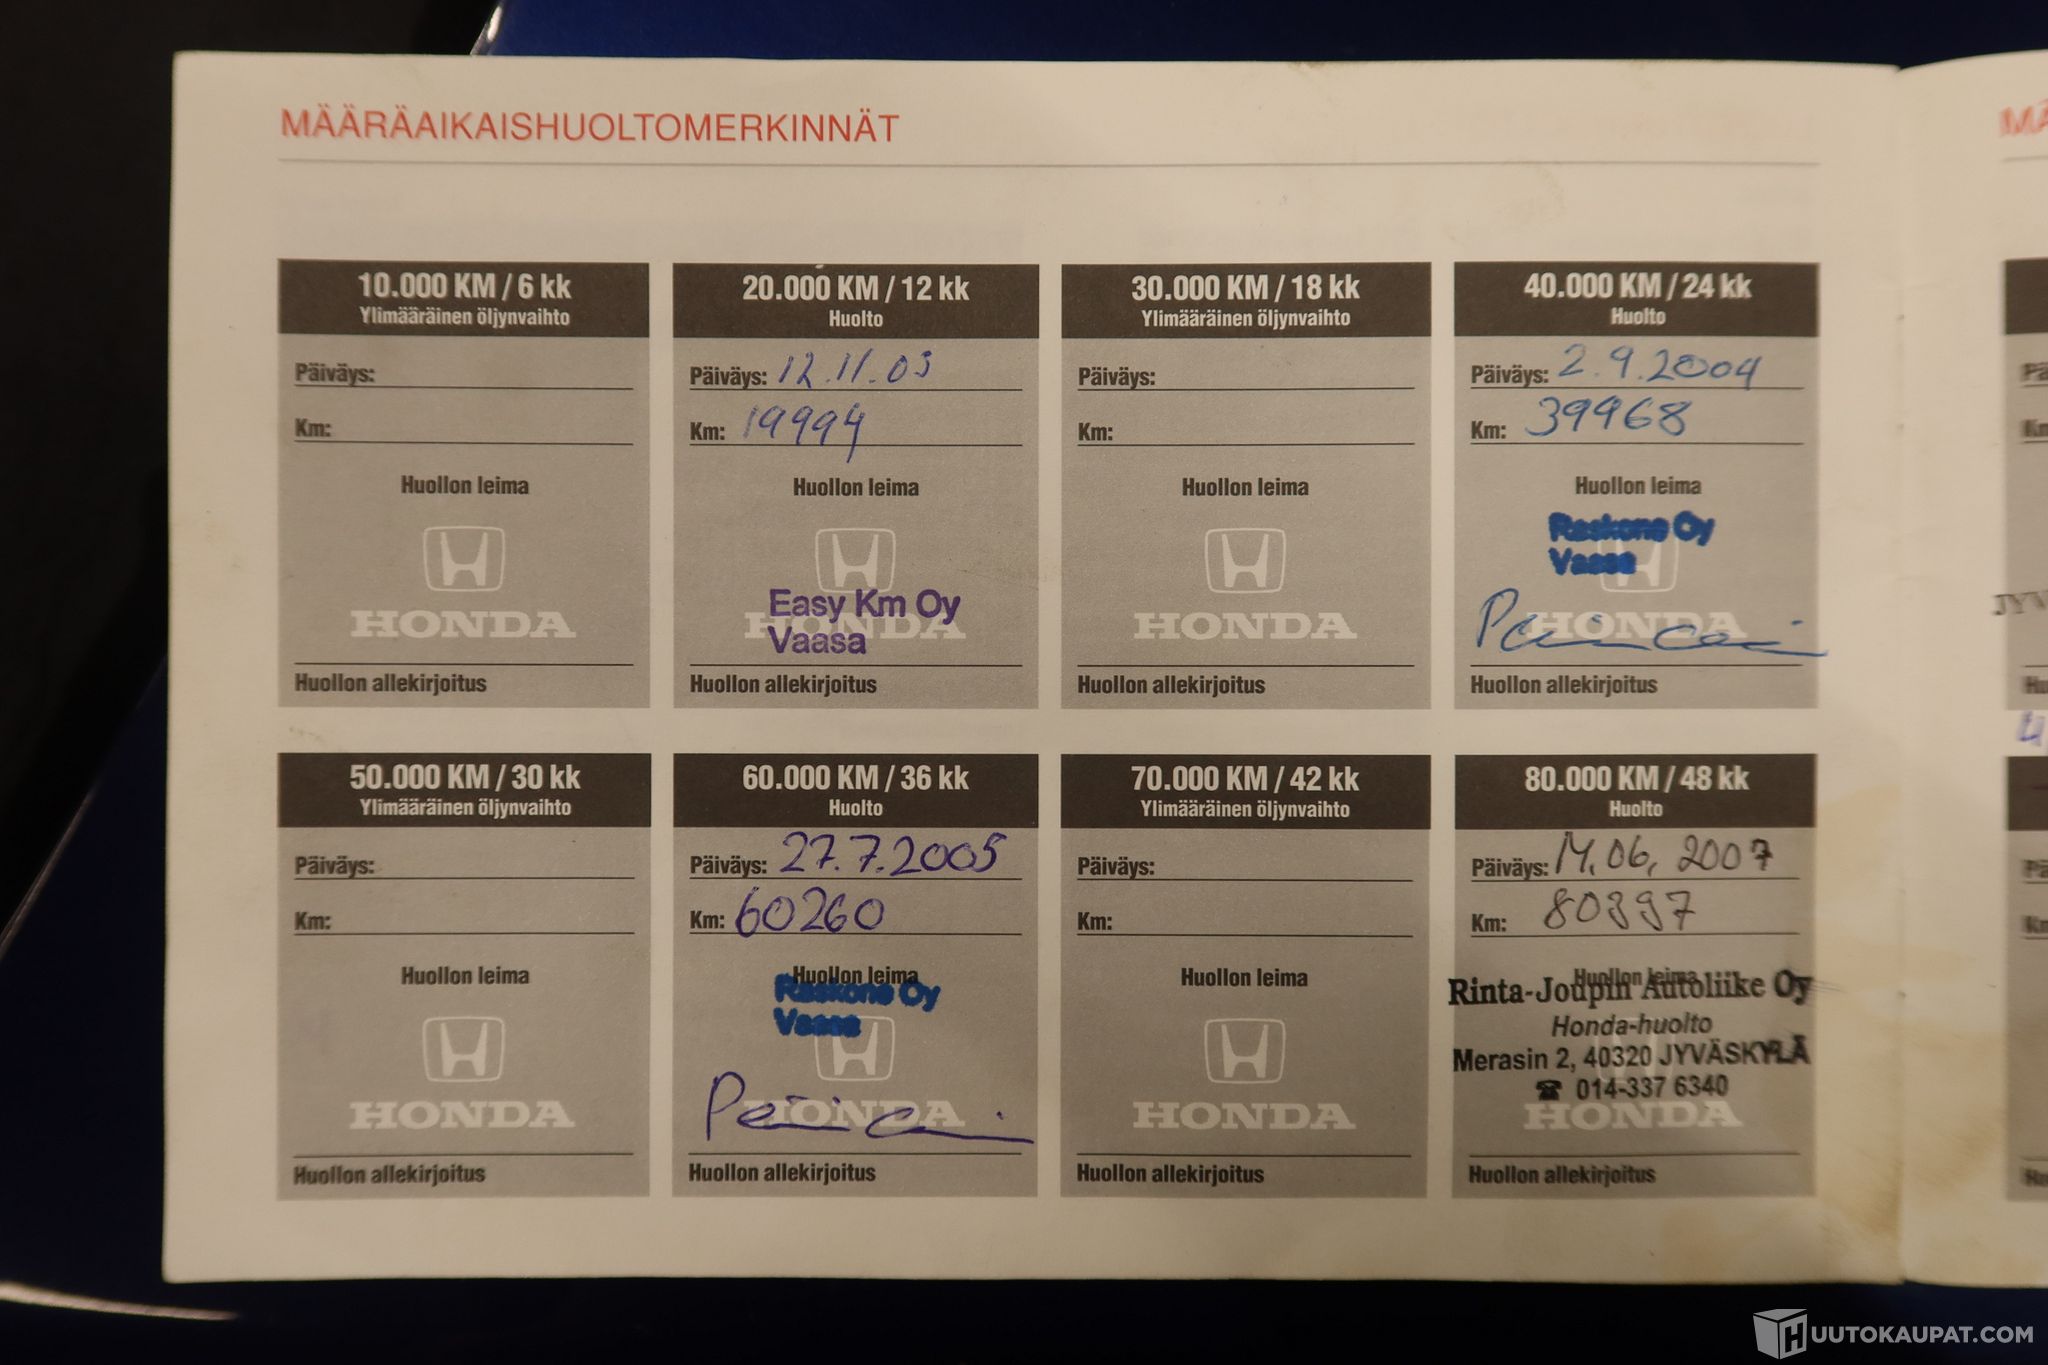 MÄÄRÄAIKAISHUOLTOMERKINNÄT
10.000 KM / 6 kk
Ylimääräinen öljynvaihto
Päiväys:
Km:
Huollon leima
HONDA
Huollon allekirjoitus
20.000 KM / 12 kk
Huolto
Päiväys: 12.11.03
Km: 19994
Huollon leima
Easy Km Oy
HONDA
Vaasa
Huollon allekirjoitus
30.000 KM / 18 kk
Ylimääräinen öljynvaihto
Päiväys:
Km:
Huollon leima
HONDA
Huollon allekirjoitus
40.000 KM / 24 kk
Huolto
Päiväys: 2.9.2004
Km: 39968
Huollon leima
Raskone Oy
Vaasa
HONDA
Huollon allekirjoitus
50.000 KM / 30 kk
Ylimääräinen öljynvaihto
Päiväys:
Km:
Huollon leima
HONDA
Huollon allekirjoitus
60.000 KM / 36 kk
Huolto
Päiväys: 27.7.2005
Km: 60260
Huollon leima
Raskone Oy
Vaasa
HONDA
Huollon allekirjoitus
70.000 KM / 42 kk
Ylimääräinen öljynvaihto
Päiväys:
Km:
Huollon leima
HONDA
Huollon allekirjoitus
80.000 KM / 48 kk
Huolto
Päiväys: 14.06, 2007
Km: 80397
Huollon leima
Rinta-Joupin Autoliike Oy
Honda-huolto
Merasin 2, 40320 JYVÄSKYLÄ
☎ 014-337 6340
HONDA
Huollon allekirjoitus
HUUTOKAUPAT.COM